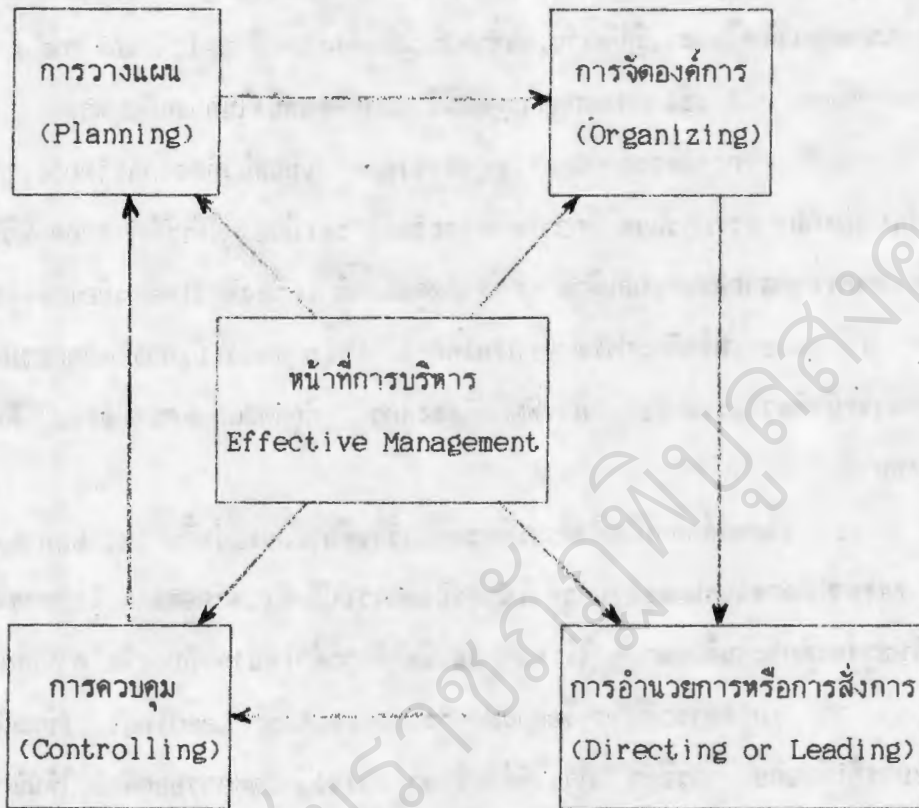 การวางแผน
(Planning)
การจัดองค์การ
(Organizing)
หน้าที่การบริหาร
Effective Management
การควบคุม
(Controlling)
การอำนวยการหรือการสั่งการ
(Directing or Leading)